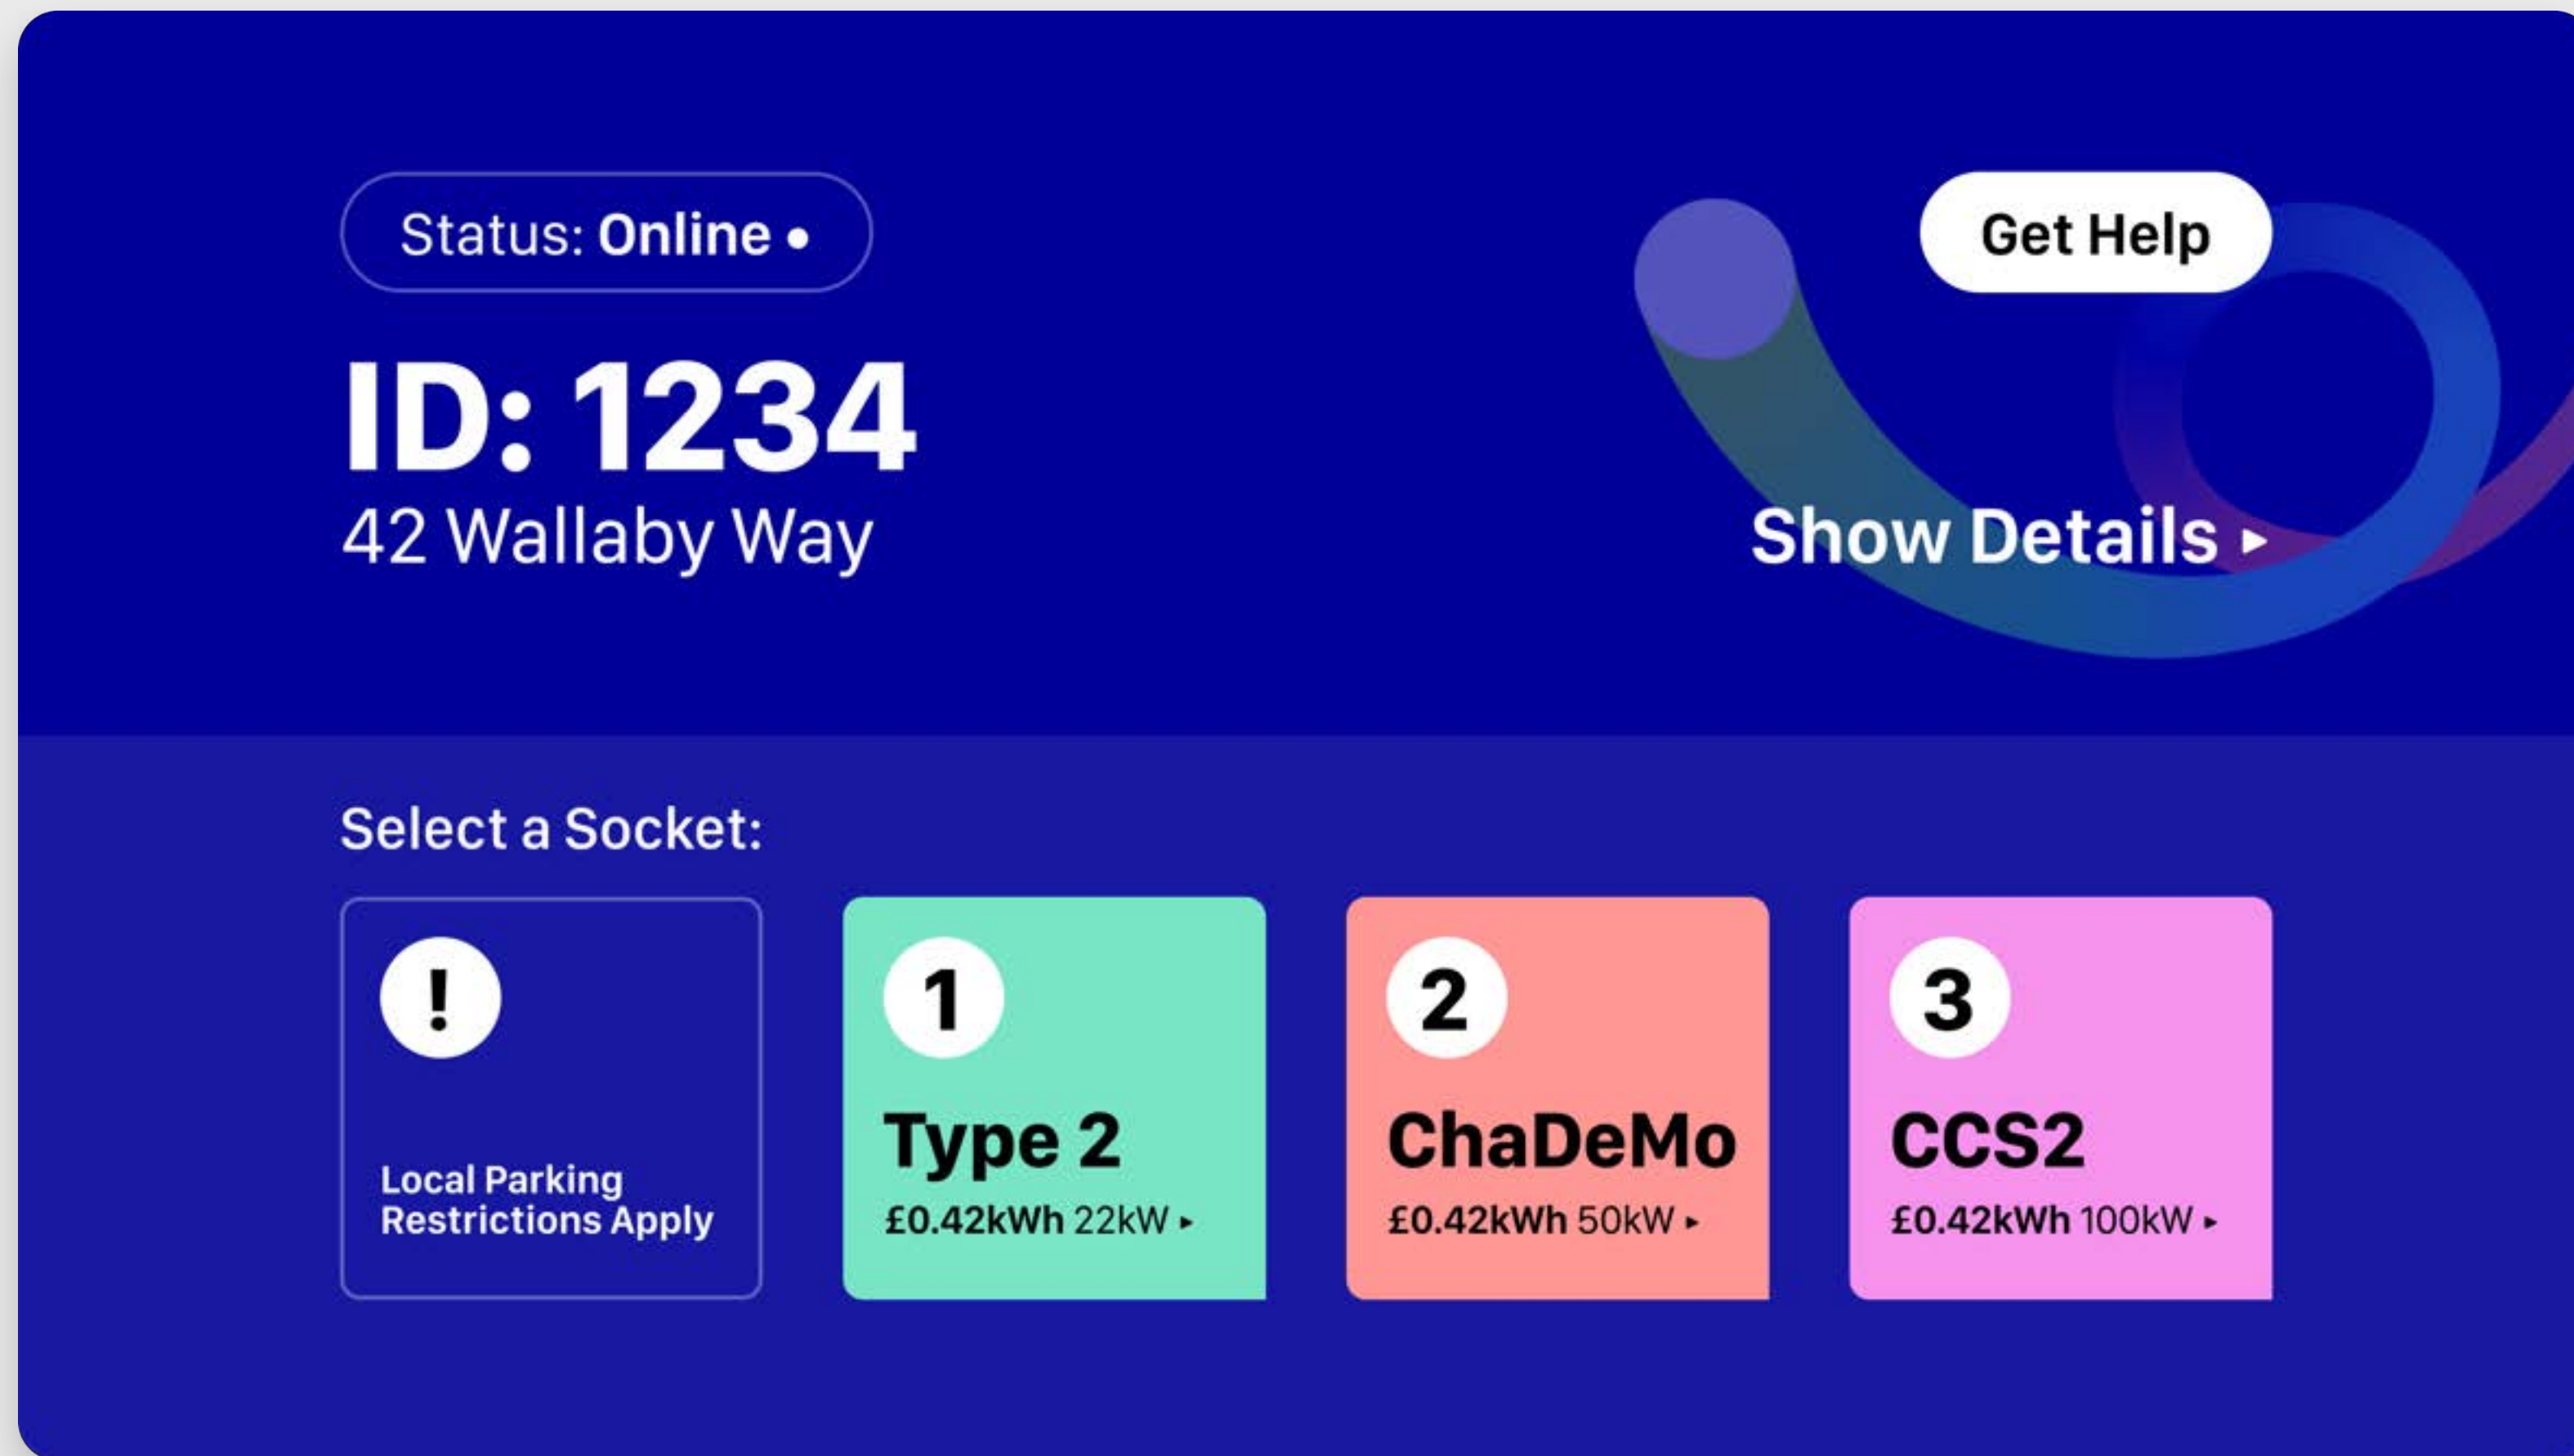 Status: Online •
Get Help
ID: 1234
42 Wallaby Way
Show Details ▸
Select a Socket:
!
Local Parking
Restrictions Apply
1
Type 2
£0.42kWh 22kW ▸
2
ChaDeMo
£0.42kWh 50kW ▸
3
CCS2
£0.42kWh 100kW ▸